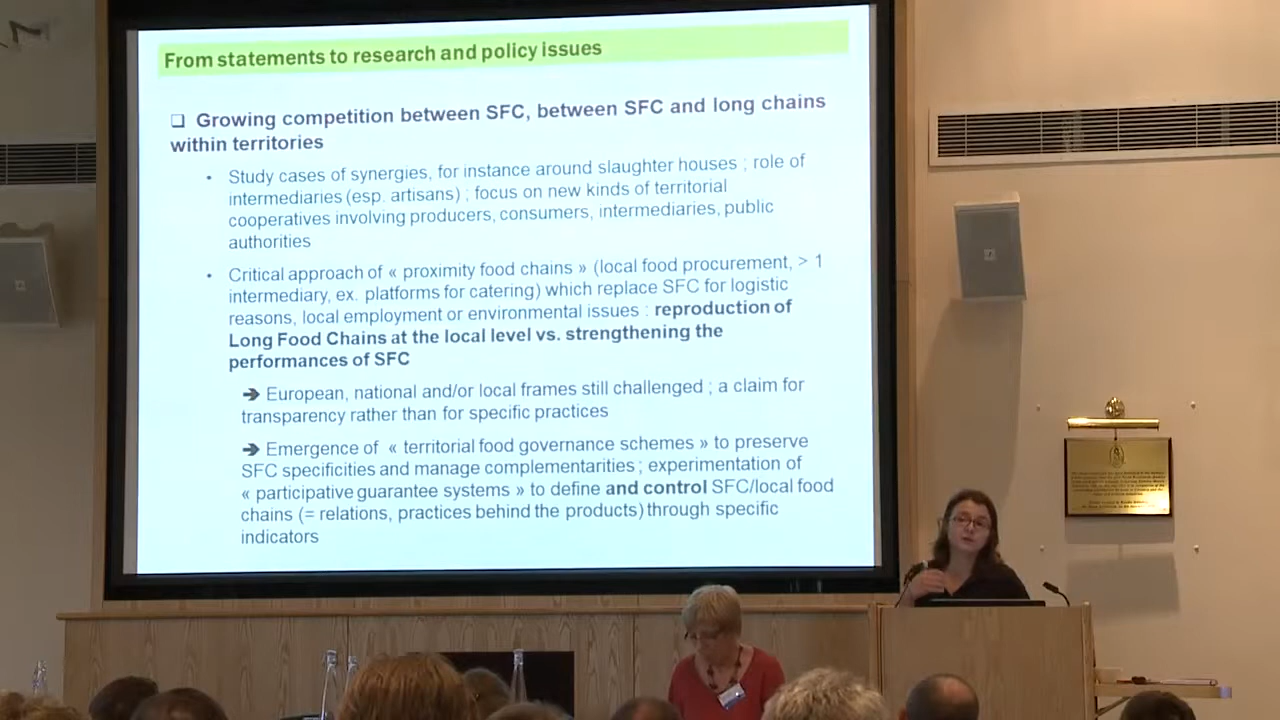 From statements to research and policy issues
❑ Growing competition between SFC, between SFC and long chains
within territories
• Study cases of synergies, for instance around slaughter houses ; role of
intermediaries (esp. artisans) ; focus on new kinds of territorial
cooperatives involving producers, consumers, intermediaries, public
authorities
• Critical approach of « proximity food chains » (local food procurement, > 1
intermediary, ex. platforms for catering) which replace SFC for logistic
reasons, local employment or environmental issues : reproduction of
Long Food Chains at the local level vs. strengthening the
performances of SFC
➔ European, national and/or local frames still challenged ; a claim for
transparency rather than for specific practices
➔ Emergence of « territorial food governance schemes » to preserve
SFC specificities and manage complementarities ; experimentation of
« participative guarantee systems » to define and control SFC/local food
chains (= relations, practices behind the products) through specific
indicators